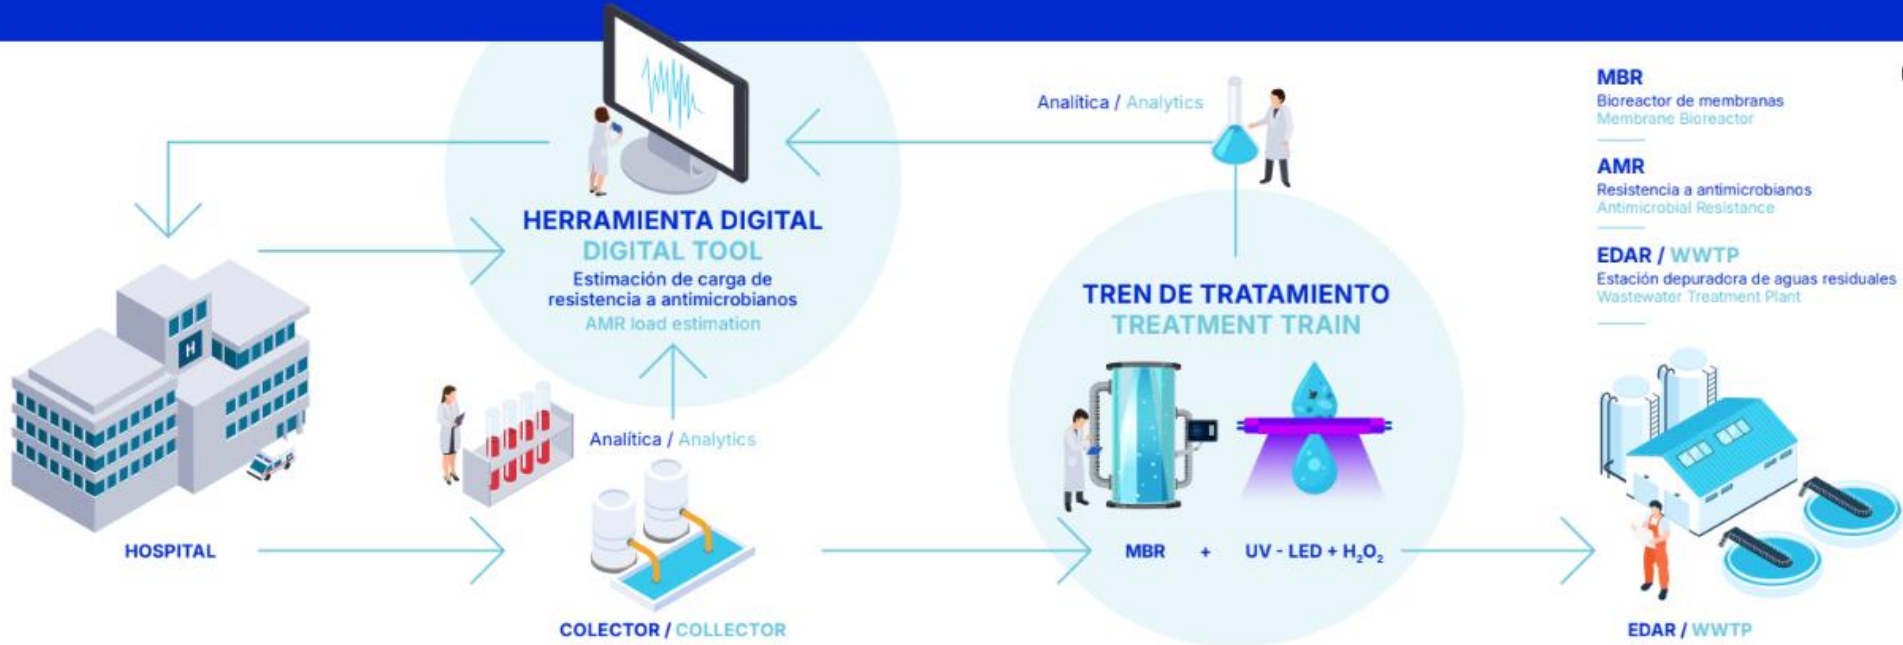 Analítica / Analytics
HERRAMIENTA DIGITAL
DIGITAL TOOL
Estimación de carga de
resistencia a antimicrobianos
AMR load estimation
H
HOSPITAL
Analítica / Analytics
COLECTOR / COLLECTOR
TREN DE TRATAMIENTO
TREATMENT TRAIN
MBR + UV - LED + H₂O₂
MBR
Bioreactor de membranas
Membrane Bioreactor
AMR
Resistencia a antimicrobianos
Antimicrobial Resistance
EDAR / WWTP
Estación depuradora de aguas residuales
Wastewater Treatment Plant
EDAR / WWTP